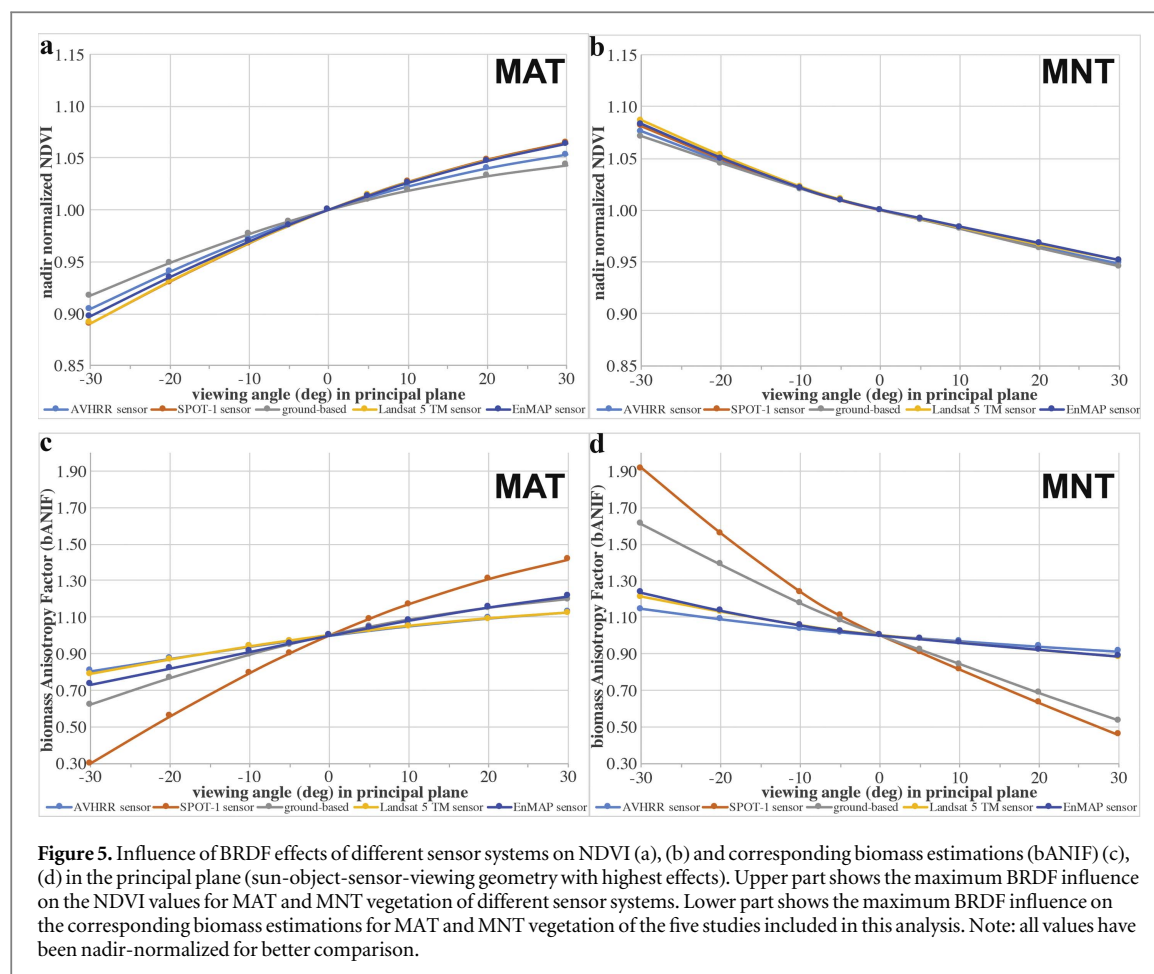 a
MAT
1.15
1.10
1.05
1.00
0.95
0.90
0.85
nadir normalized NDVI
-30 -20 -10 0 10 20 30
viewing angle (deg) in principal plane
AVHRR sensor SPOT-1 sensor ground-based Landsat 5 TM sensor EnMAP sensor
b
MNT
1.15
1.10
1.05
1.00
0.95
0.90
0.85
nadir normalized NDVI
-30 -20 -10 0 10 20 30
viewing angle (deg) in principal plane
AVHRR sensor SPOT-1 sensor ground-based Landsat 5 TM sensor EnMAP sensor
c
MAT
1.90
1.70
1.50
1.30
1.10
0.90
0.70
0.50
0.30
biomass Anisotropy Factor (bANIF)
-30 -20 -10 0 10 20 30
viewing angle (deg) in principal plane
AVHRR sensor SPOT-1 sensor ground-based Landsat 5 TM sensor EnMAP sensor
d
MNT
1.90
1.70
1.50
1.30
1.10
0.90
0.70
0.50
0.30
biomass Anisotropy Factor (bANIF)
-30 -20 -10 0 10 20 30
viewing angle (deg) in principal plane
AVHRR sensor SPOT-1 sensor ground-based Landsat 5 TM sensor EnMAP sensor
Figure 5. Influence of BRDF effects of different sensor systems on NDVI (a), (b) and corresponding biomass estimations (bANIF) (c),
(d) in the principal plane (sun-object-sensor-viewing geometry with highest effects). Upper part shows the maximum BRDF influence
on the NDVI values for MAT and MNT vegetation of different sensor systems. Lower part shows the maximum BRDF influence on
the corresponding biomass estimations for MAT and MNT vegetation of the five studies included in this analysis. Note: all values have
been nadir-normalized for better comparison.